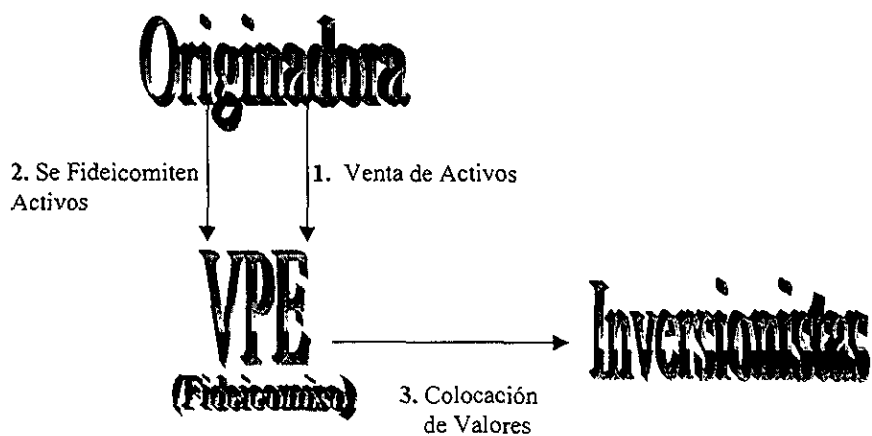 Originadora
2. Se Fideicomiten
Activos
1. Venta de Activos
VPE
(Fideicomiso)
Inversionistas
3. Colocación
de Valores